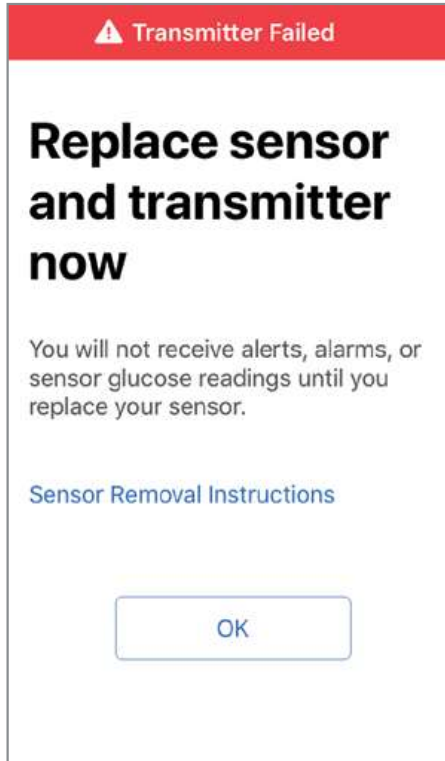 Transmitter Failed
Replace sensor
and transmitter
now
You will not receive alerts, alarms, or
sensor glucose readings until you
replace your sensor.
Sensor Removal Instructions
OK